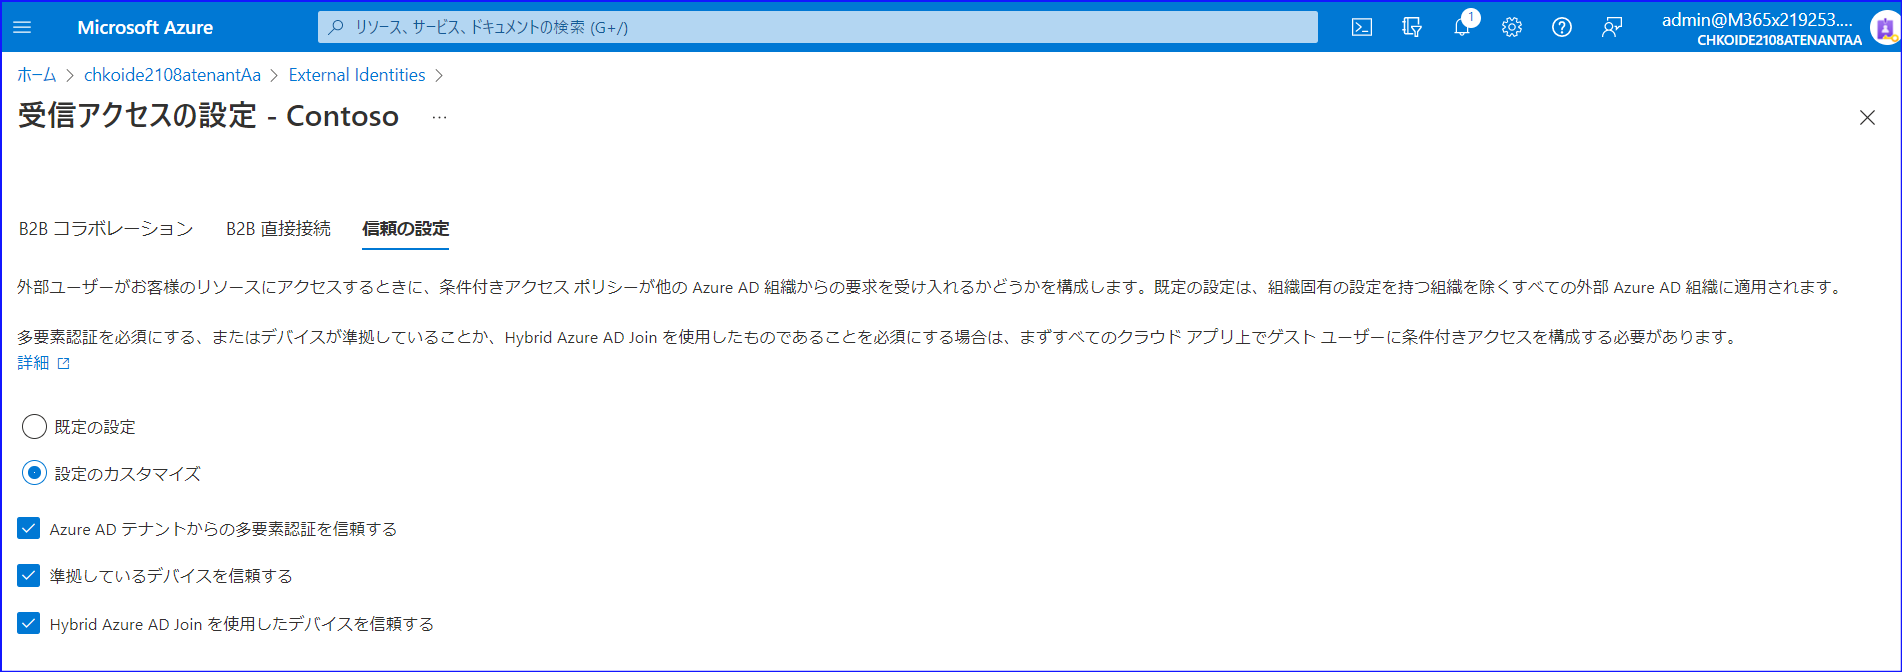 Microsoft Azure
リソース、サービス、ドキュメントの検索 (G+/)
1
admin@M365x219253....
CHKOIDE2108ATENANTAA
ホーム > chkoide2108atenantAa > External Identities >
受信アクセスの設定 - Contoso ...
B2B コラボレーション B2B 直接接続 信頼の設定
外部ユーザーがお客様のリソースにアクセスするときに、条件付きアクセス ポリシーが他の Azure AD 組織からの要求を受け入れるかどうかを構成します。既定の設定は、組織固有の設定を持つ組織を除くすべての外部 Azure AD 組織に適用されます。
多要素認証を必須にする、またはデバイスが準拠していることか、Hybrid Azure AD Join を使用したものであることを必須にする場合は、まずすべてのクラウド アプリ上でゲスト ユーザーに条件付きアクセスを構成する必要があります。
詳細
既定の設定
設定のカスタマイズ
Azure AD テナントからの多要素認証を信頼する
準拠しているデバイスを信頼する
Hybrid Azure AD Join を使用したデバイスを信頼する